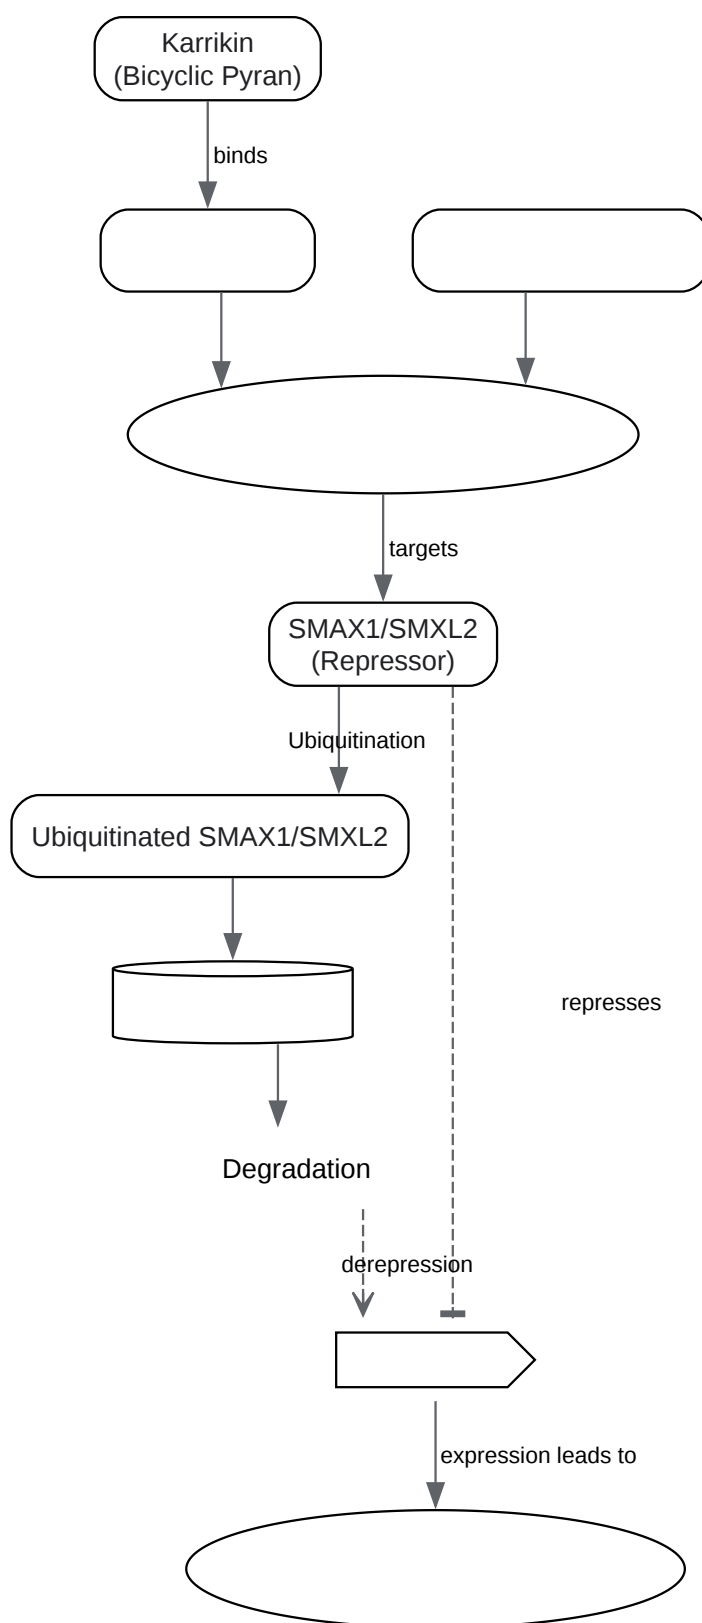 Karrikin
(Bicyclic Pyran)
binds
targets
SMAX1/SMXL2
(Repressor)
Ubiquitination
Ubiquitinated SMAX1/SMXL2
represses
Degradation
derepression
expression leads to